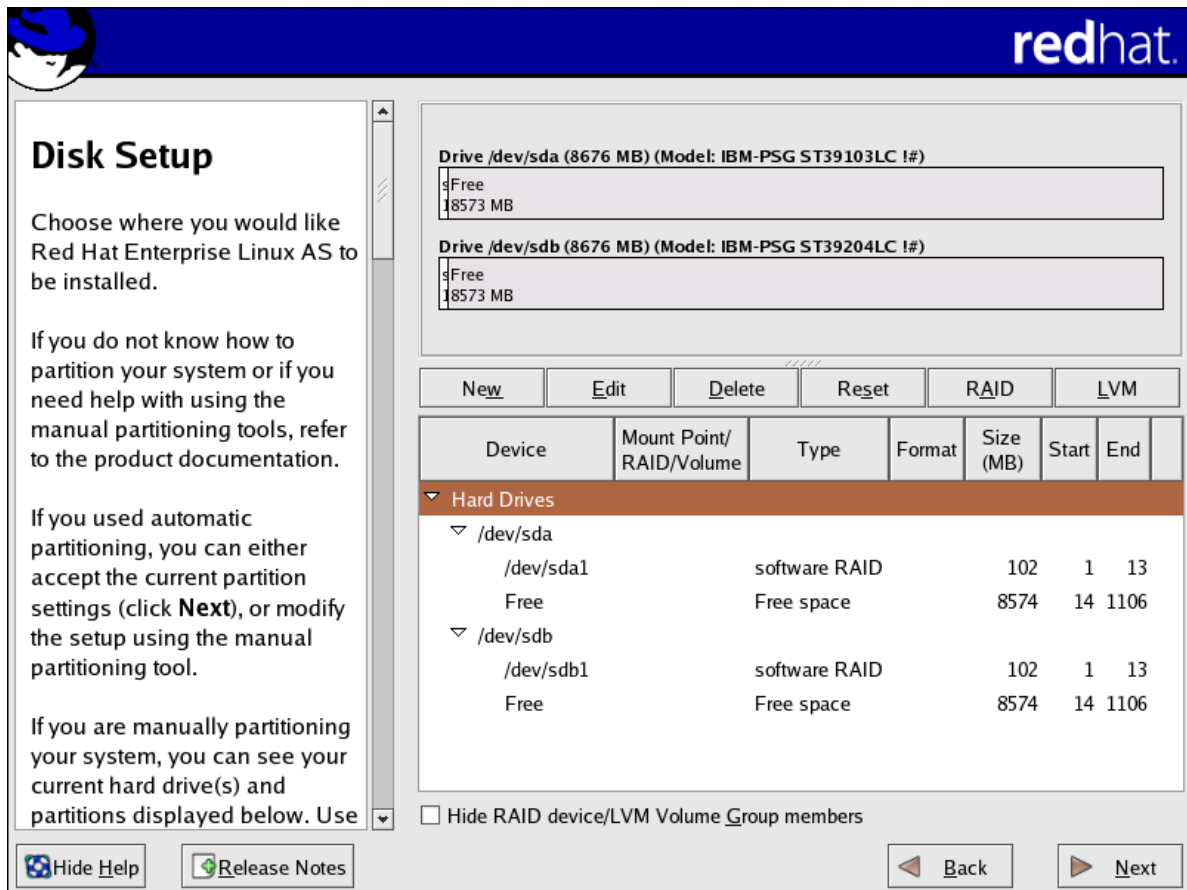 redhat.
Disk Setup
Choose where you would like
Red Hat Enterprise Linux AS to
be installed.
If you do not know how to
partition your system or if you
need help with using the
manual partitioning tools, refer
to the product documentation.
If you used automatic
partitioning, you can either
accept the current partition
settings (click Next), or modify
the setup using the manual
partitioning tool.
If you are manually partitioning
your system, you can see your
current hard drive(s) and
partitions displayed below. Use
Drive /dev/sda (8676 MB) (Model: IBM-PSG ST39103LC !#)
s Free
1 8573 MB
Drive /dev/sdb (8676 MB) (Model: IBM-PSG ST39204LC !#)
s Free
1 8573 MB
New Edit Delete Reset RAID LVM
Device Mount Point/ RAID/Volume Type Format Size (MB) Start End
Hard Drives
/dev/sda
/dev/sda1 software RAID 102 1 13
Free Free space 8574 14 1106
/dev/sdb
/dev/sdb1 software RAID 102 1 13
Free Free space 8574 14 1106
Hide RAID device/LVM Volume Group members
Hide Help Release Notes Back Next